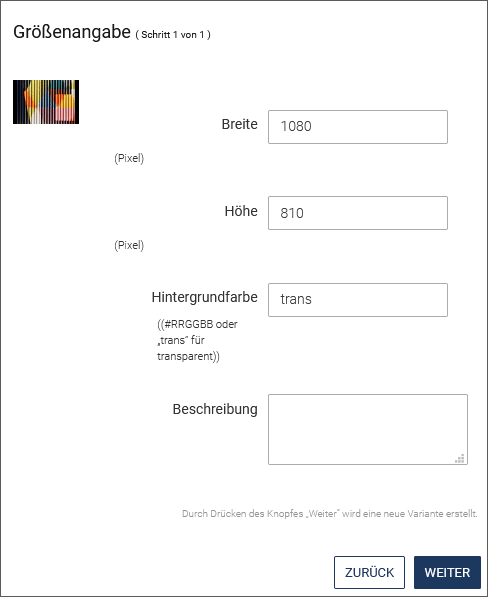 Größenangabe ( Schritt 1 von 1 )
Breite 1080
(Pixel)
Höhe 810
(Pixel)
Hintergrundfarbe trans
((#RRGGBB oder
„trans“ für
transparent))
Beschreibung
Durch Drücken des Knopfes „Weiter“ wird eine neue Variante erstellt.
ZURÜCK WEITER